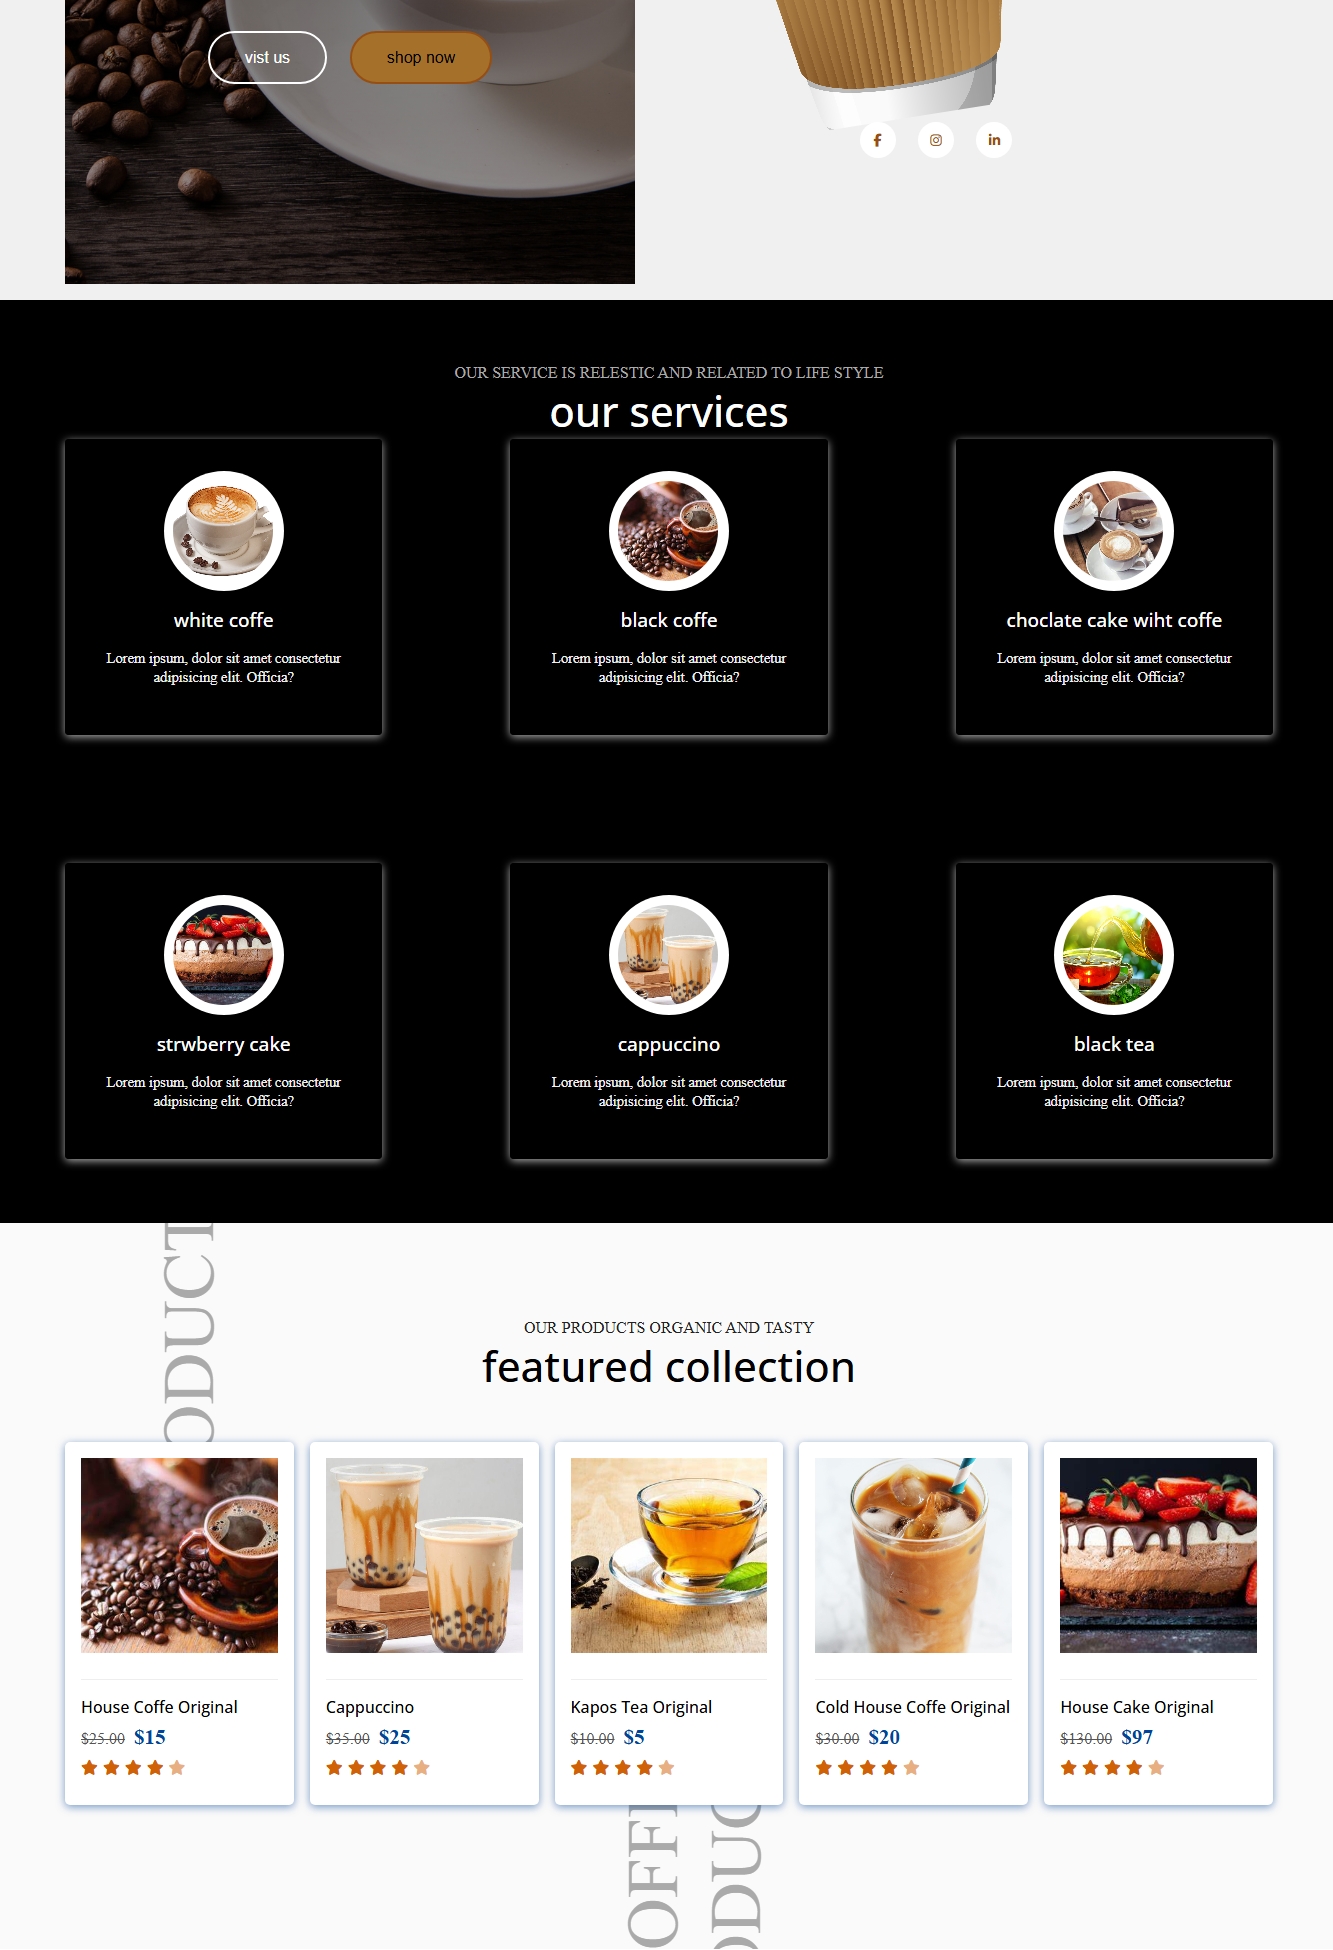 vist us
shop now
OUR SERVICE IS RELESTIC AND RELATED TO LIFE STYLE
our services
white coffe
Lorem ipsum, dolor sit amet consectetur
adipisicing elit. Officia?
black coffe
Lorem ipsum, dolor sit amet consectetur
adipisicing elit. Officia?
choclate cake wiht coffe
Lorem ipsum, dolor sit amet consectetur
adipisicing elit. Officia?
strwberry cake
Lorem ipsum, dolor sit amet consectetur
adipisicing elit. Officia?
cappuccino
Lorem ipsum, dolor sit amet consectetur
adipisicing elit. Officia?
black tea
Lorem ipsum, dolor sit amet consectetur
adipisicing elit. Officia?
ODUCT
OUR PRODUCTS ORGANIC AND TASTY
featured collection
House Coffe Original
$25.00 $15
Cappuccino
$35.00 $25
Kapos Tea Original
$10.00 $5
Cold House Coffe Original
$30.00 $20
House Cake Original
$130.00 $97
OFF
ODUC